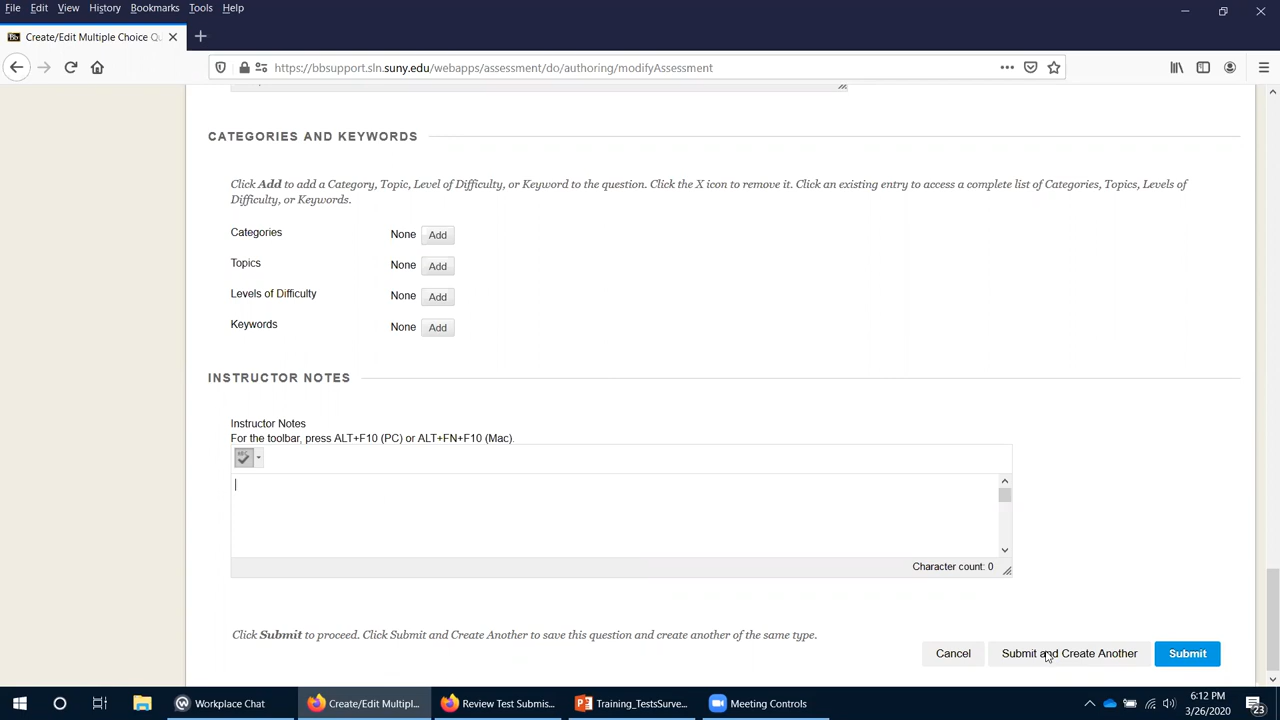 File Edit View History Bookmarks Tools Help
Create/Edit Multiple Choice Qu
https://bbsupport.sln.suny.edu/webapps/assessment/do/authoring/modifyAssessment
CATEGORIES AND KEYWORDS
Click Add to add a Category, Topic, Level of Difficulty, or Keyword to the question. Click the X icon to remove it. Click an existing entry to access a complete list of Categories, Topics, Levels of
Difficulty, or Keywords.
Categories None Add
Topics None Add
Levels of Difficulty None Add
Keywords None Add
INSTRUCTOR NOTES
Instructor Notes
For the toolbar, press ALT+F10 (PC) or ALT+FN+F10 (Mac).
ABC
Character count: 0
Click Submit to proceed. Click Submit and Create Another to save this question and create another of the same type.
Cancel Submit and Create Another Submit
Workplace Chat Create/Edit Multipl... Review Test Submis... Training_TestsSurve... Meeting Controls
6:12 PM
3/26/2020
23